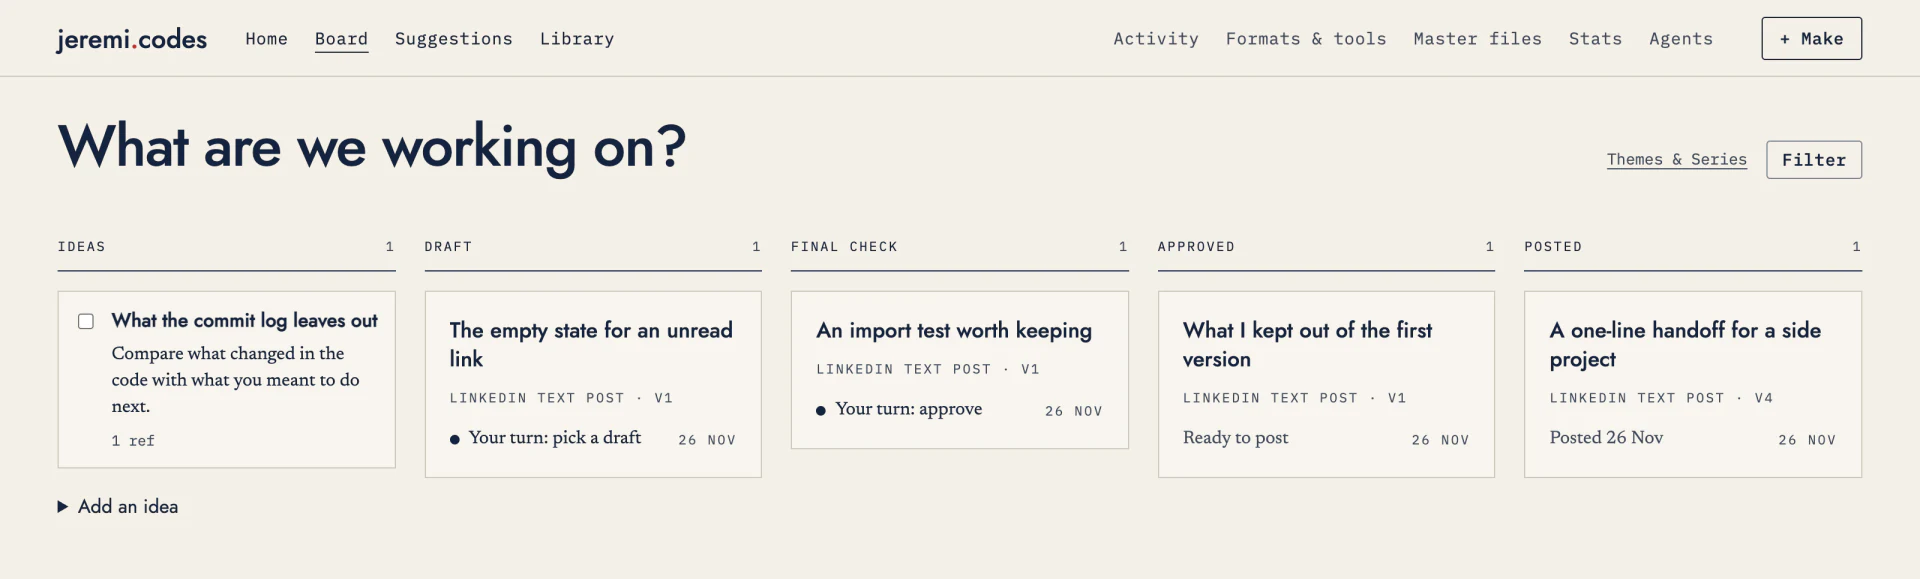 jeremi.codes Home Board Suggestions Library Activity Formats & tools Master files Stats Agents + Make
What are we working on?
Themes & Series Filter
IDEAS 1
What the commit log leaves out
Compare what changed in the
code with what you meant to do
next.
1 ref
Add an idea
DRAFT 1
The empty state for an unread
link
LINKEDIN TEXT POST · V1
Your turn: pick a draft 26 NOV
FINAL CHECK 1
An import test worth keeping
LINKEDIN TEXT POST · V1
Your turn: approve 26 NOV
APPROVED 1
What I kept out of the first
version
LINKEDIN TEXT POST · V1
Ready to post 26 NOV
POSTED 1
A one-line handoff for a side
project
LINKEDIN TEXT POST · V4
Posted 26 Nov 26 NOV